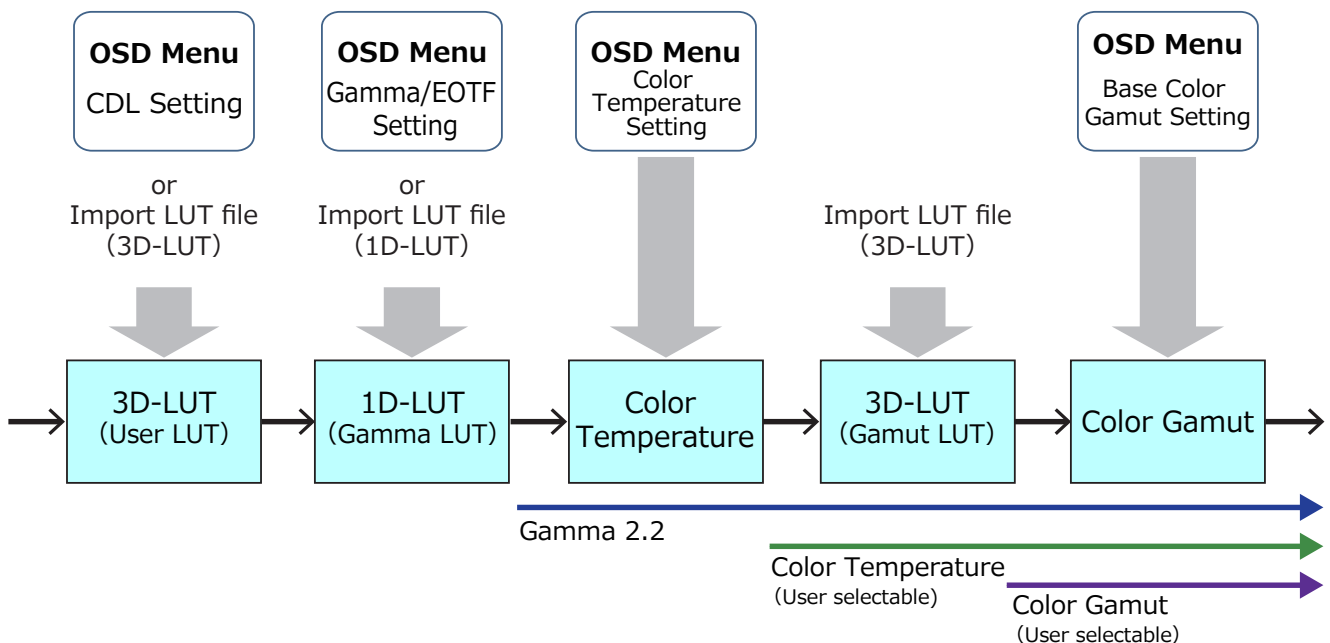 OSD Menu
CDL Setting
or
Import LUT file
(3D-LUT)
OSD Menu
Gamma/EOTF
Setting
or
Import LUT file
(1D-LUT)
OSD Menu
Color
Temperature
Setting
Import LUT file
(3D-LUT)
OSD Menu
Base Color
Gamut Setting
3D-LUT
(User LUT)
1D-LUT
(Gamma LUT)
Color
Temperature
3D-LUT
(Gamut LUT)
Color Gamut
Gamma 2.2
Color Temperature
(User selectable)
Color Gamut
(User selectable)